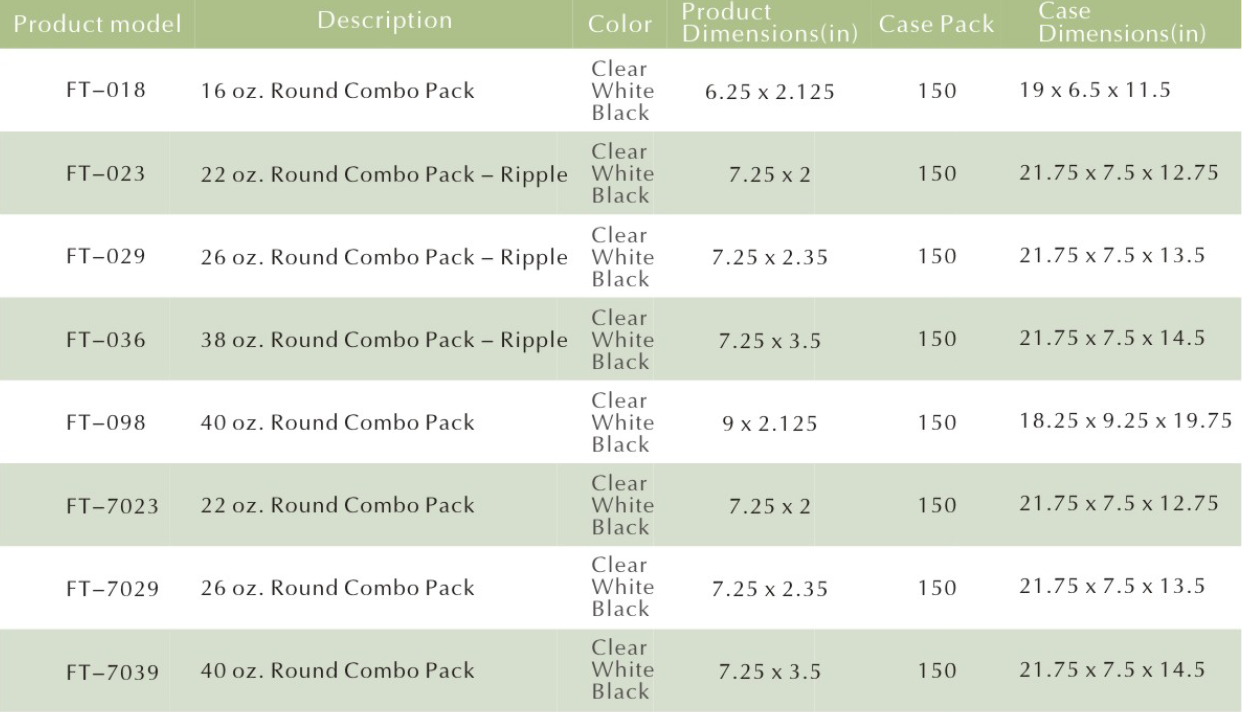 Product model Description Color Product Dimensions(in) Case Pack Case Dimensions(in)
FT–018 16 oz. Round Combo Pack Clear White Black 6.25 x 2.125 150 19 x 6.5 x 11.5
FT–023 22 oz. Round Combo Pack – Ripple Clear White Black 7.25 x 2 150 21.75 x 7.5 x 12.75
FT–029 26 oz. Round Combo Pack – Ripple Clear White Black 7.25 x 2.35 150 21.75 x 7.5 x 13.5
FT–036 38 oz. Round Combo Pack – Ripple Clear White Black 7.25 x 3.5 150 21.75 x 7.5 x 14.5
FT–098 40 oz. Round Combo Pack Clear White Black 9 x 2.125 150 18.25 x 9.25 x 19.75
FT–7023 22 oz. Round Combo Pack Clear White Black 7.25 x 2 150 21.75 x 7.5 x 12.75
FT–7029 26 oz. Round Combo Pack Clear White Black 7.25 x 2.35 150 21.75 x 7.5 x 13.5
FT–7039 40 oz. Round Combo Pack Clear White Black 7.25 x 3.5 150 21.75 x 7.5 x 14.5